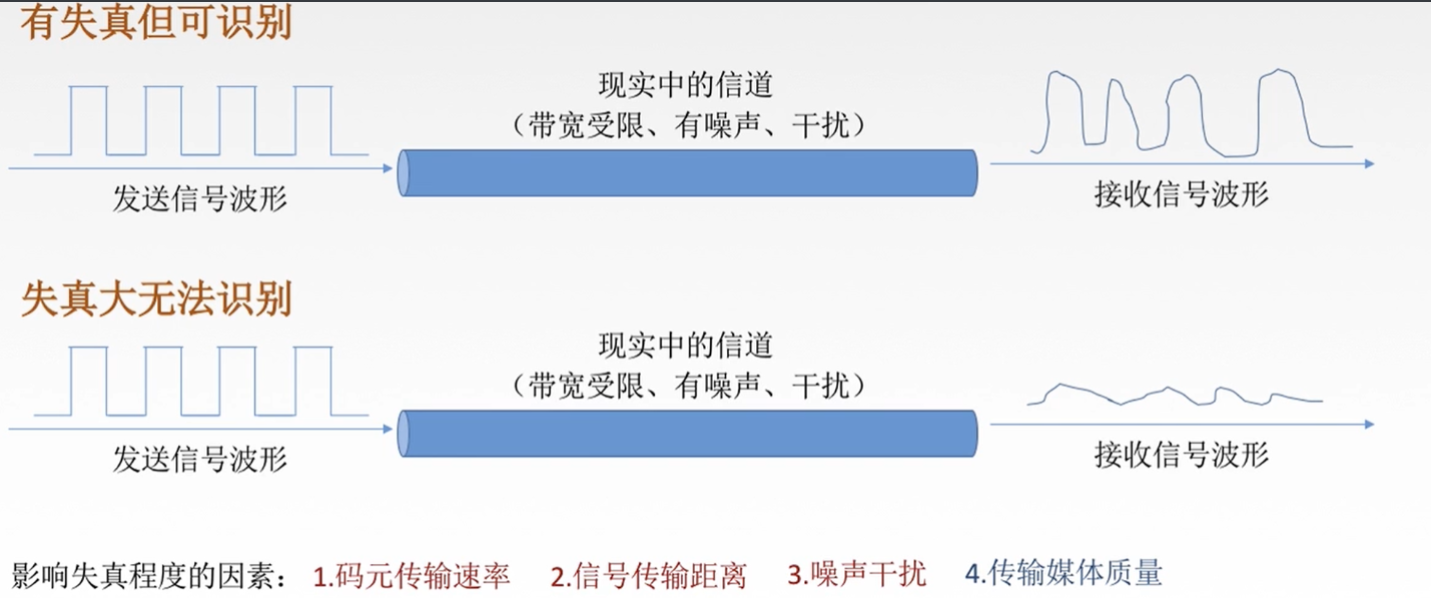 有失真但可识别
现实中的信道
（带宽受限、有噪声、干扰）
发送信号波形
接收信号波形
失真大无法识别
现实中的信道
（带宽受限、有噪声、干扰）
发送信号波形
接收信号波形
影响失真程度的因素： 1.码元传输速率 2.信号传输距离 3.噪声干扰 4.传输媒体质量